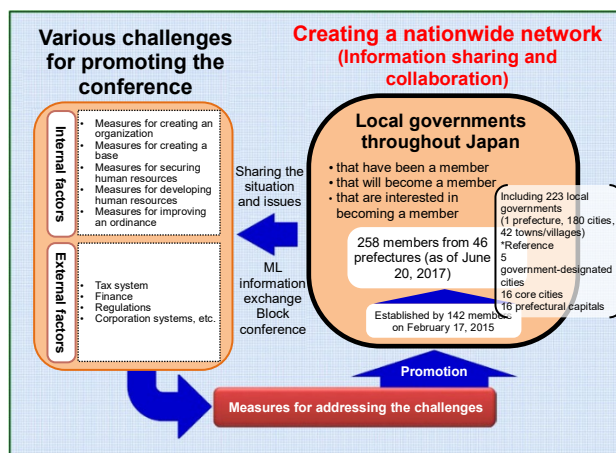 Various challenges
for promoting the
conference
Internal factors
• Measures for creating an
organization
• Measures for creating a
base
• Measures for securing
human resources
• Measures for developing
human resources
• Measures for improving
an ordinance
External factors
• Tax system
• Finance
• Regulations
• Corporation systems, etc.
Sharing the
situation
and issues
ML
information
exchange
Block
conference
Creating a nationwide network
(Information sharing and
collaboration)
Local governments
throughout Japan
• that have been a member
• that will become a member
• that are interested in
becoming a member
258 members from 46
prefectures (as of June
20, 2017)
Including 223 local
governments
(1 prefecture, 180 cities,
42 towns/villages)
*Reference
5
government-designated
cities
16 core cities
16 prefectural capitals
Established by 142 members
on February 17, 2015
Promotion
Measures for addressing the challenges